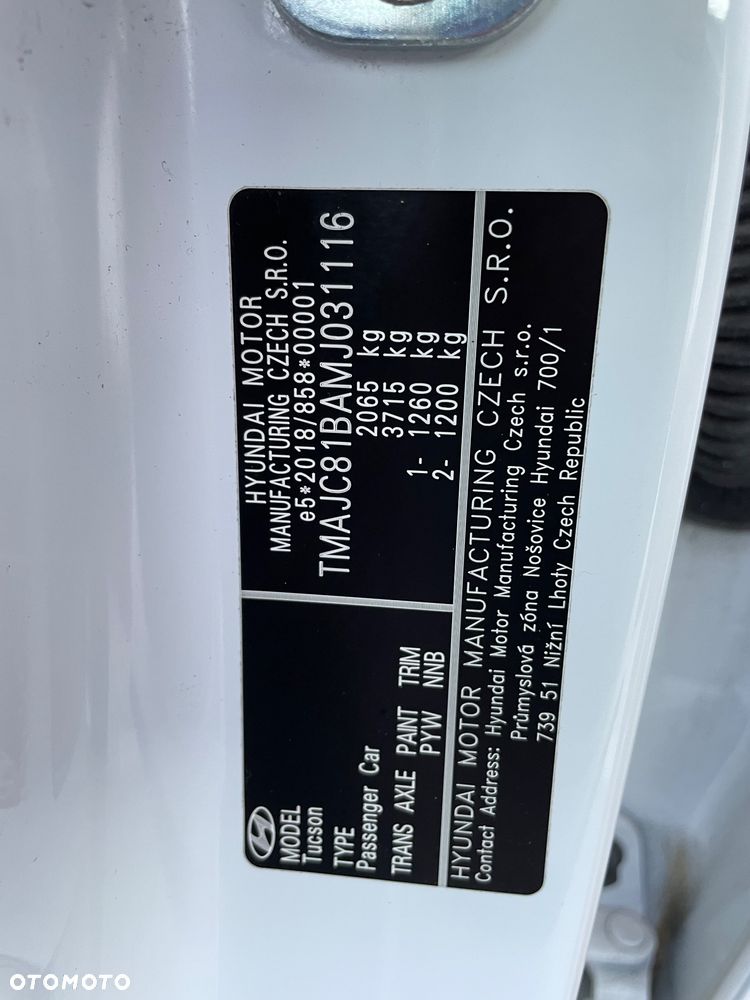 MODEL
Tucson
TYPE
Passenger Car
TRANS AXLE PAINT TRIM
PYW NNB
HYUNDAI MOTOR
MANUFACTURING CZECH S.R.O.
e5*2018/858*00001
TMAJC81BAMJ031116
2065 kg
3715 kg
1- 1260 kg
2- 1200 kg
HYUNDAI MOTOR MANUFACTURING CZECH S.R.O.
Contact Address: Hyundai Motor Manufacturing Czech s.r.o.
Průmyslová zóna Nošovice Hyundai 700/1
739 51 Nižní Lhoty Czech Republic
OTOMOTO